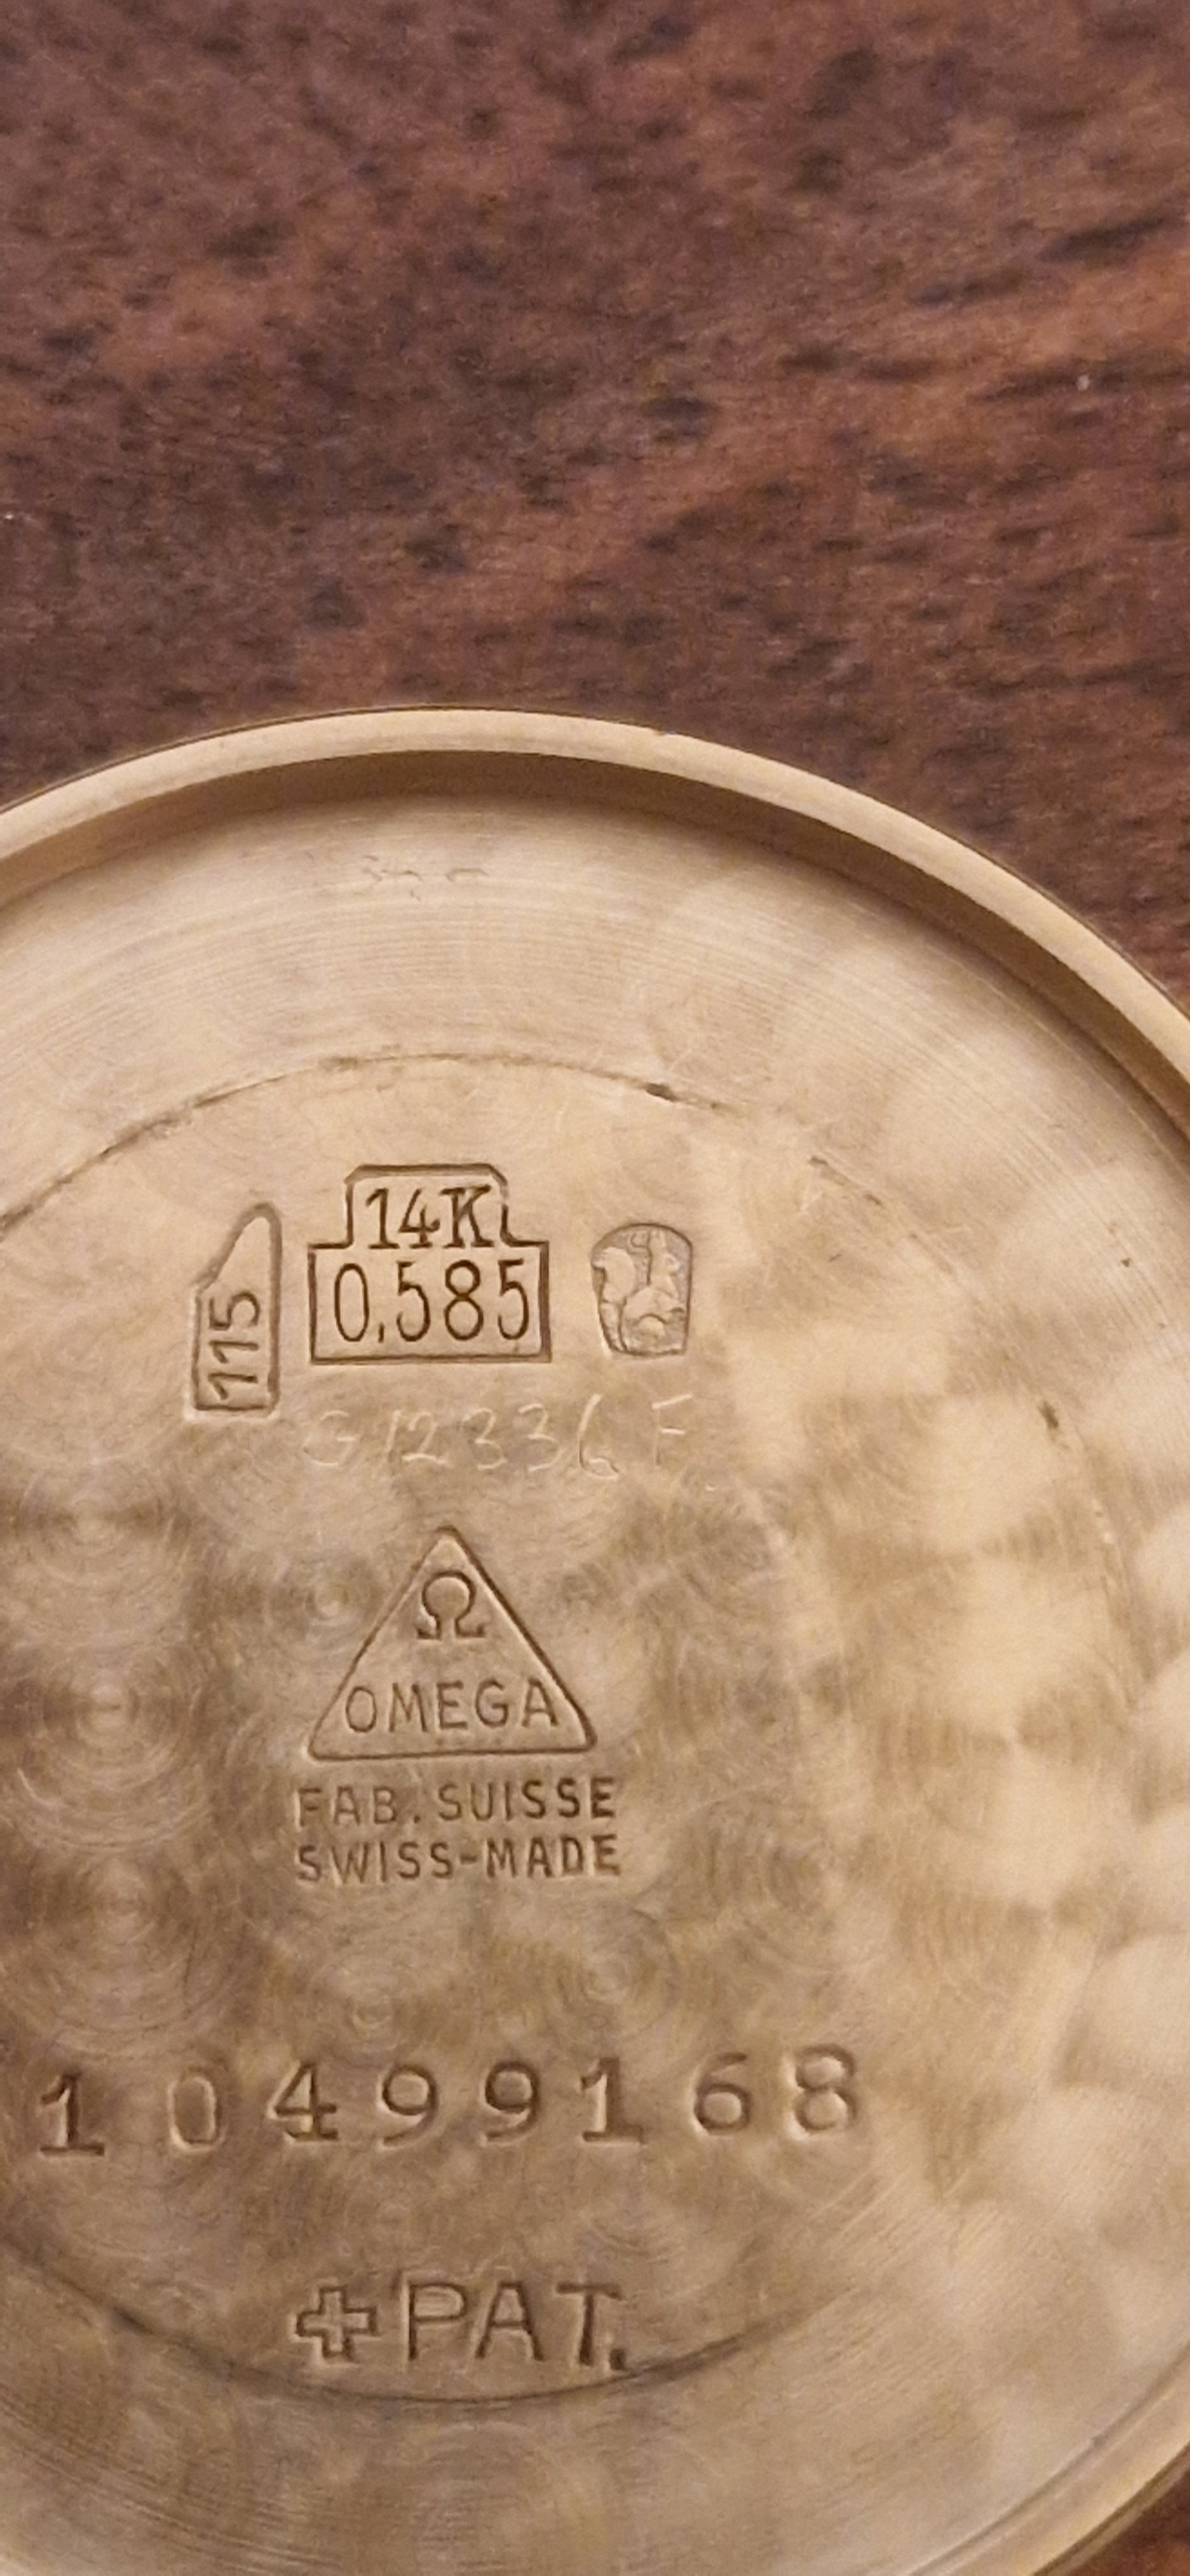 14K
0,585
115
G12336F
Ω
OMEGA
FAB. SUISSE
SWISS-MADE
10499168
PAT.